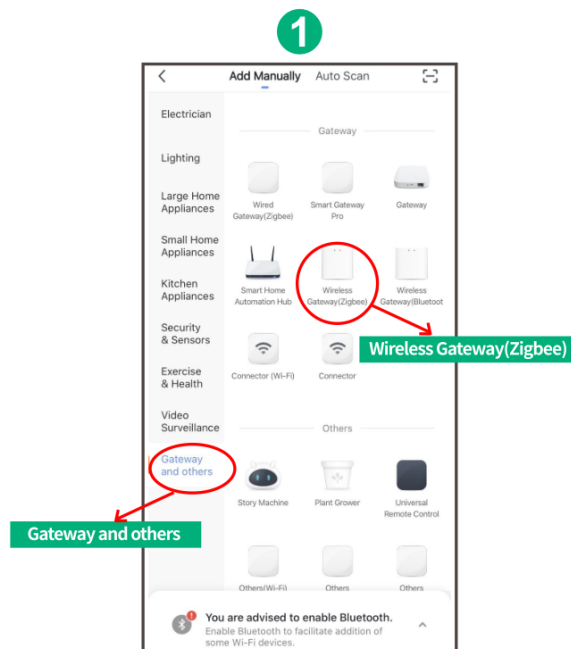 1
Add Manually Auto Scan
Electrician
Lighting
Large Home
Appliances
Small Home
Appliances
Kitchen
Appliances
Security
& Sensors
Exercise
& Health
Video
Surveillance
Gateway
and others
Gateway
Wired
Gateway(Zigbee)
Smart Gateway
Pro
Gateway
Smart Home
Automation Hub
Wireless
Gateway(Zigbee)
Wireless
Gateway(Bluetoot
Connector (Wi-Fi)
Connector
Wireless Gateway(Zigbee)
Others
Story Machine
Plant Grower
Universal
Remote Control
Gateway and others
Others(Wi-Fi)
Others
Others
You are advised to enable Bluetooth.
Enable Bluetooth to facilitate addition of
some Wi-Fi devices.